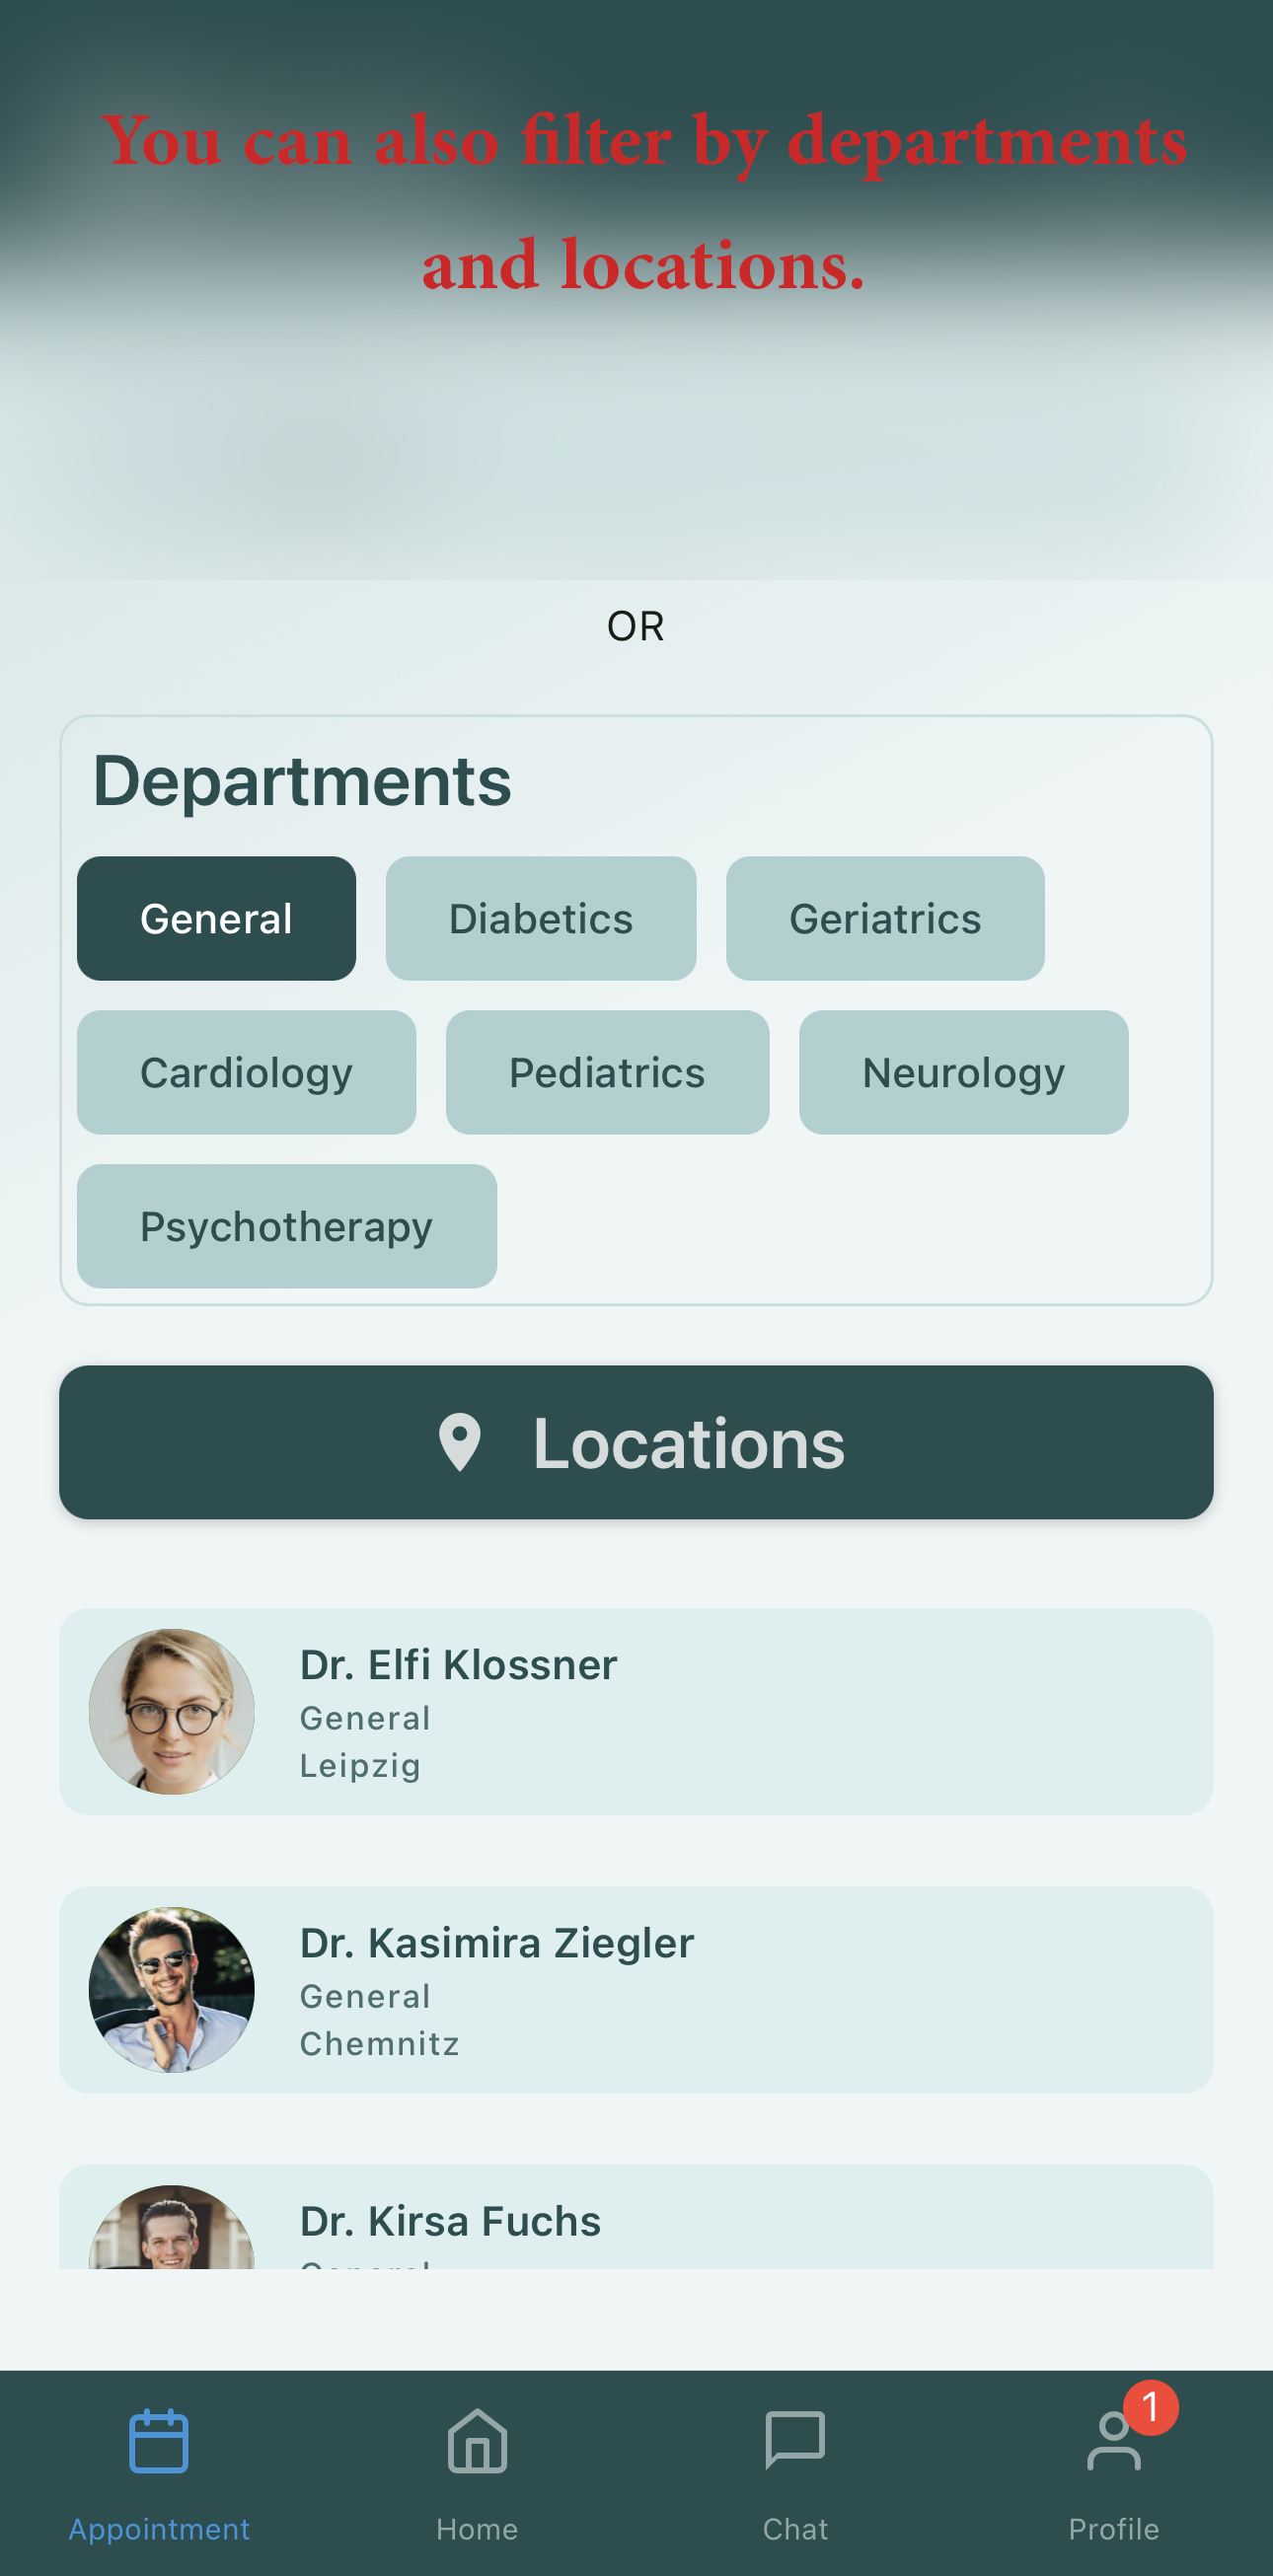 You can also filter by departments
and locations.
OR
Departments
General
Diabetics
Geriatrics
Cardiology
Pediatrics
Neurology
Psychotherapy
Locations
Dr. Elfi Klossner
General
Leipzig
Dr. Kasimira Ziegler
General
Chemnitz
Dr. Kirsa Fuchs
1
Appointment
Home
Chat
Profile